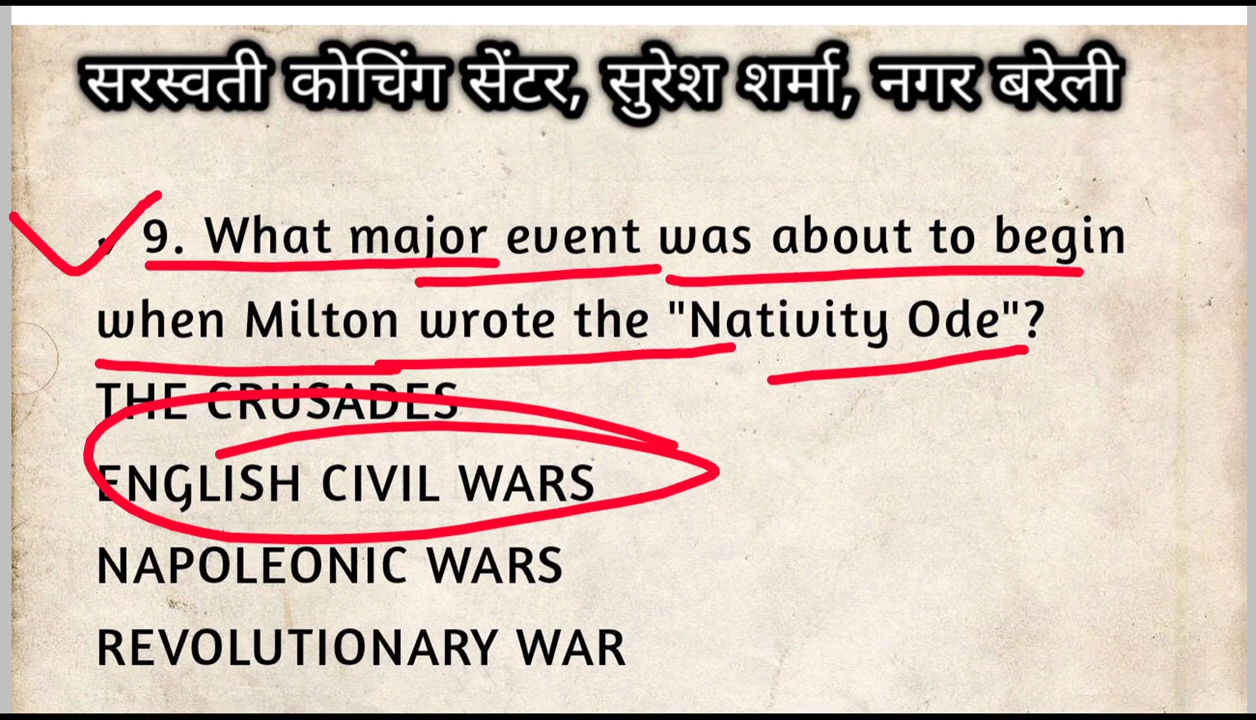 सरस्वती कोचिंग सेंटर, सुरेश शर्मा, नगर बरेली
9. What major event was about to begin
when Milton wrote the "Nativity Ode"?
THE CRUSADES
ENGLISH CIVIL WARS
NAPOLEONIC WARS
REVOLUTIONARY WAR